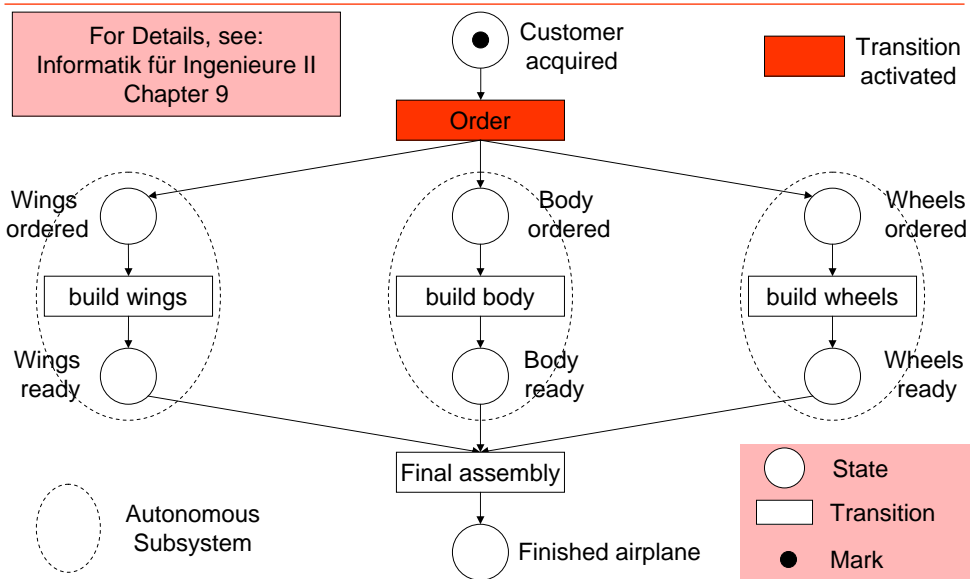 For Details, see:
Informatik für Ingenieure II
Chapter 9
Customer
acquired
Transition
activated
Order
Wings
ordered
Body
ordered
Wheels
ordered
build wings
build body
build wheels
Wings
ready
Body
ready
Wheels
ready
Final assembly
Autonomous
Subsystem
Finished airplane
State
Transition
Mark